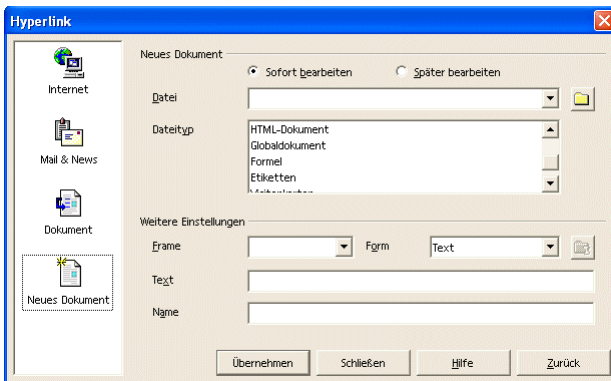 Hyperlink
Internet
Mail & News
Dokument
Neues Dokument
Neues Dokument
Sofort bearbeiten Später bearbeiten
Datei
Dateityp
HTML-Dokument
Globaldokument
Formel
Etiketten
Weitere Einstellungen
Frame Form Text
Text
Name
Übernehmen Schließen Hilfe Zurück